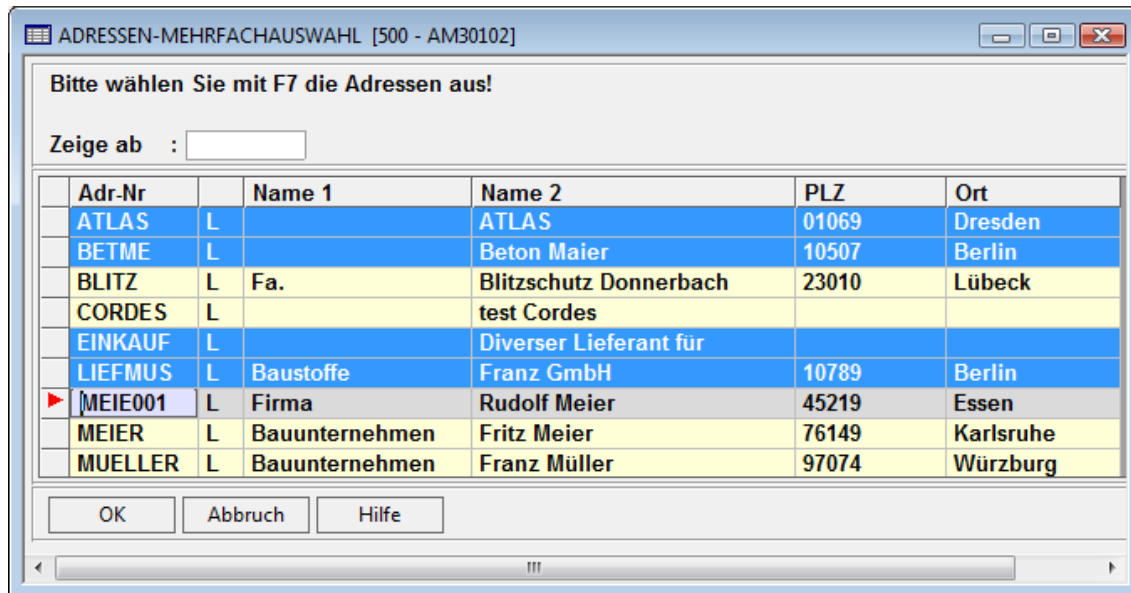 ADRESSEN-MEHRFACHAUSWAHL [500 - AM30102]
Bitte wählen Sie mit F7 die Adressen aus!
Zeige ab :
Adr-Nr Name 1 Name 2 PLZ Ort
ATLAS L ATLAS 01069 Dresden
BETME L Beton Maier 10507 Berlin
BLITZ L Fa. Blitzschutz Donnerbach 23010 Lübeck
CORDES L test Cordes
EINKAUF L Diverser Lieferant für
LIEFMUS L Baustoffe Franz GmbH 10789 Berlin
MEIE001 L Firma Rudolf Meier 45219 Essen
MEIER L Bauunternehmen Fritz Meier 76149 Karlsruhe
MUELLER L Bauunternehmen Franz Müller 97074 Würzburg
OK Abbruch Hilfe